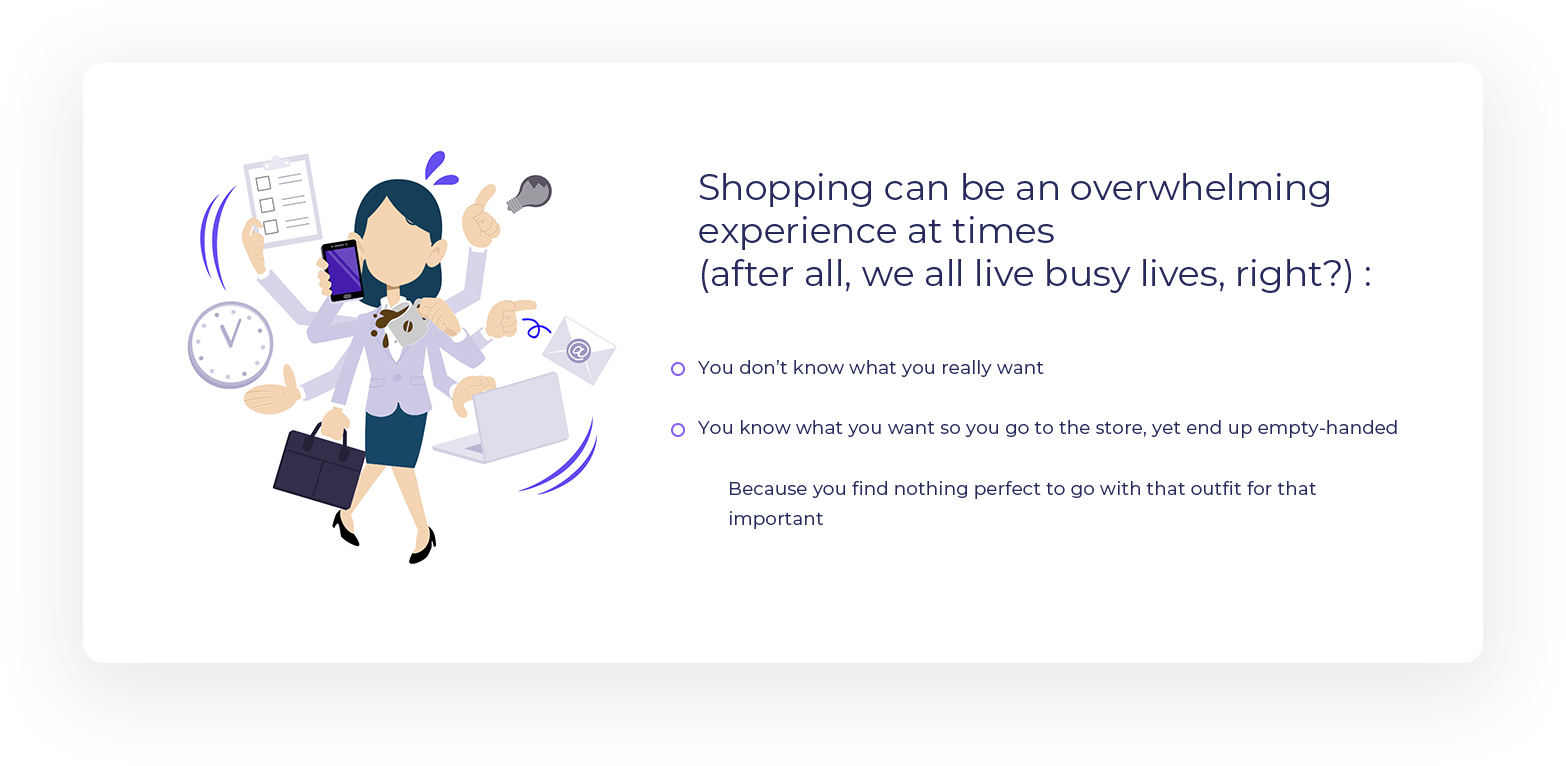 Shopping can be an overwhelming
experience at times
(after all, we all live busy lives, right?) :
You don’t know what you really want
You know what you want so you go to the store, yet end up empty-handed
Because you find nothing perfect to go with that outfit for that
important
@